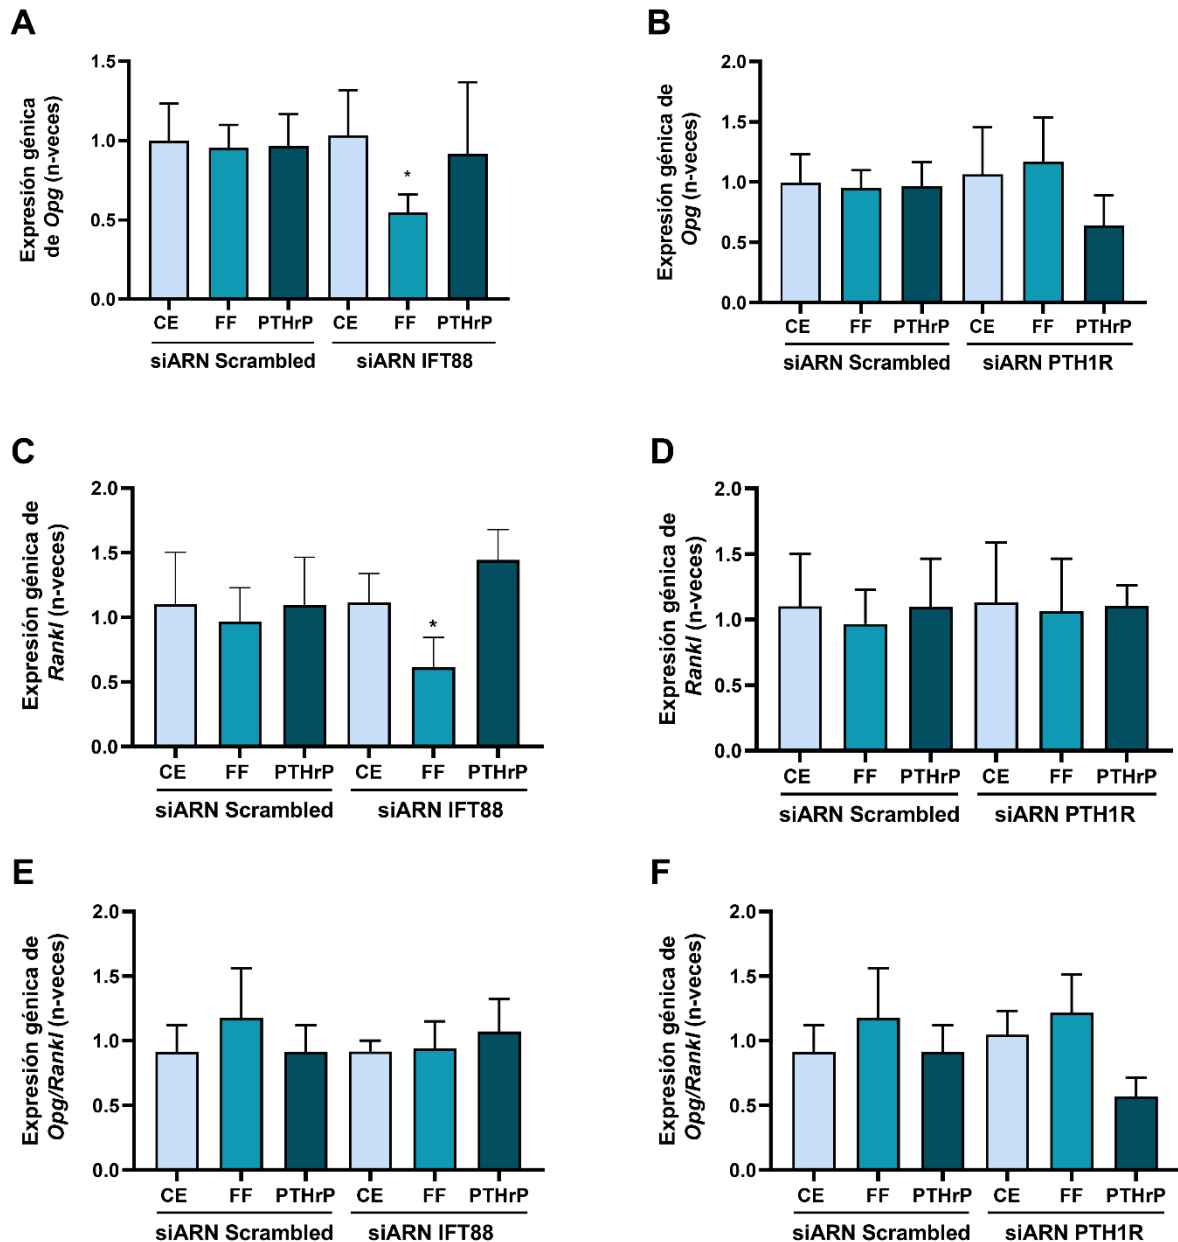 A
Expresión génica
de Opg (n-veces)
1.5
1.0
0.5
0.0
*
CE FF PTHrP CE FF PTHrP
siARN Scrambled siARN IFT88
B
Expresión génica de
Opg (n-veces)
2.0
1.5
1.0
0.5
0.0
CE FF PTHrP CE FF PTHrP
siARN Scrambled siARN PTH1R
C
Expresión génica de
Rankl (n-veces)
2.0
1.5
1.0
0.5
0.0
*
CE FF PTHrP CE FF PTHrP
siARN Scrambled siARN IFT88
D
Expresión génica de
Rankl (n-veces)
2.0
1.5
1.0
0.5
0.0
CE FF PTHrP CE FF PTHrP
siARN Scrambled siARN PTH1R
E
Expresión génica de
Opg/Rankl (n-veces)
2.0
1.5
1.0
0.5
0.0
CE FF PTHrP CE FF PTHrP
siARN Scrambled siARN IFT88
F
Expresión génica de
Opg/Rankl (n-veces)
2.0
1.5
1.0
0.5
0.0
CE FF PTHrP CE FF PTHrP
siARN Scrambled siARN PTH1R